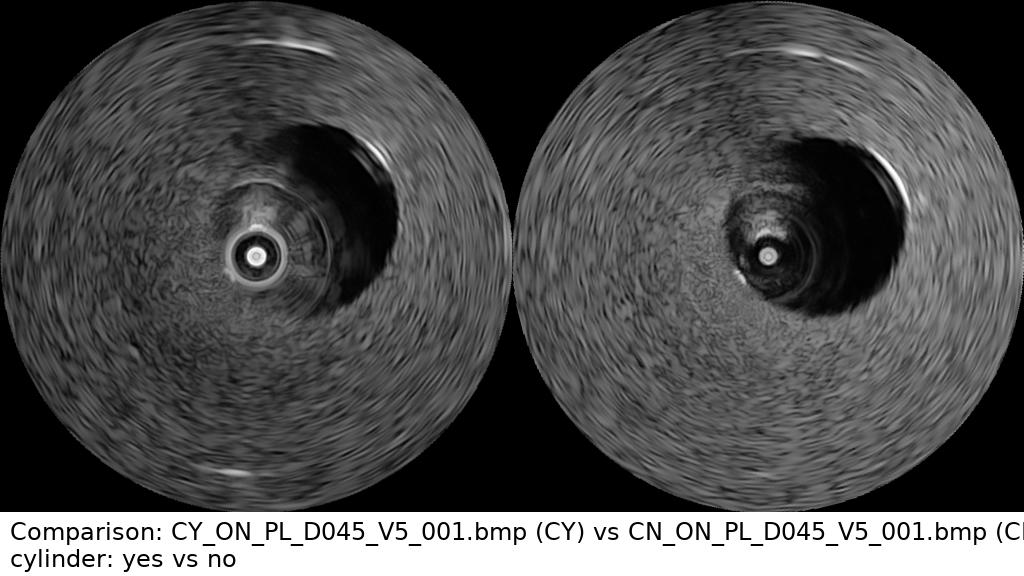 Comparison: CY_ON_PL_D045_V5_001.bmp (CY) vs CN_ON_PL_D045_V5_001.bmp
cylinder: yes vs no